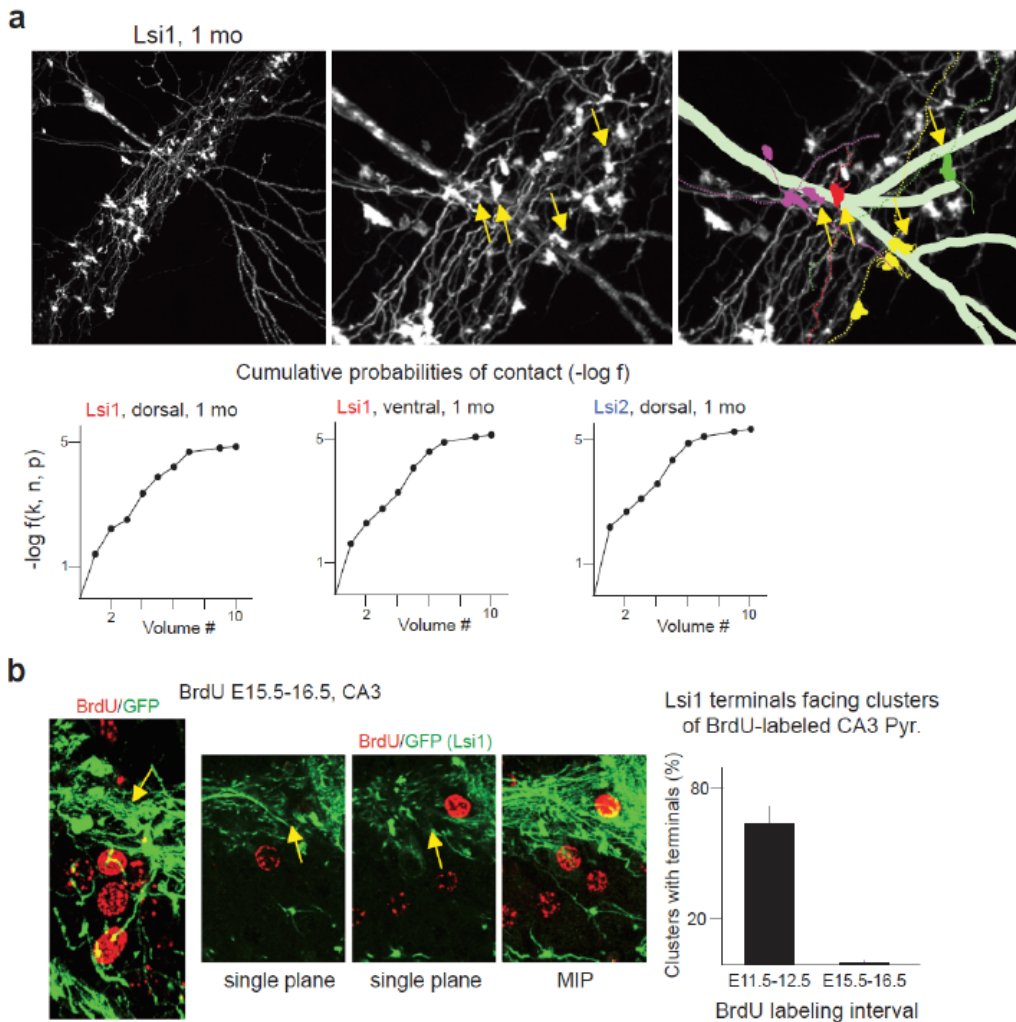 a
Lsi1, 1 mo
Cumulative probabilities of contact (-log f)
Lsi1, dorsal, 1 mo
Lsi1, ventral, 1 mo
Lsi2, dorsal, 1 mo
-log f(k, n, p)
5
1
2
10
Volume #
5
1
2
10
Volume #
5
1
2
10
Volume #
b
BrdU E15.5-16.5, CA3
BrdU/GFP
BrdU/GFP (Lsi1)
single plane
single plane
MIP
Lsi1 terminals facing clusters
of BrdU-labeled CA3 Pyr.
Clusters with terminals (%)
80
20
E11.5-12.5
E15.5-16.5
BrdU labeling interval